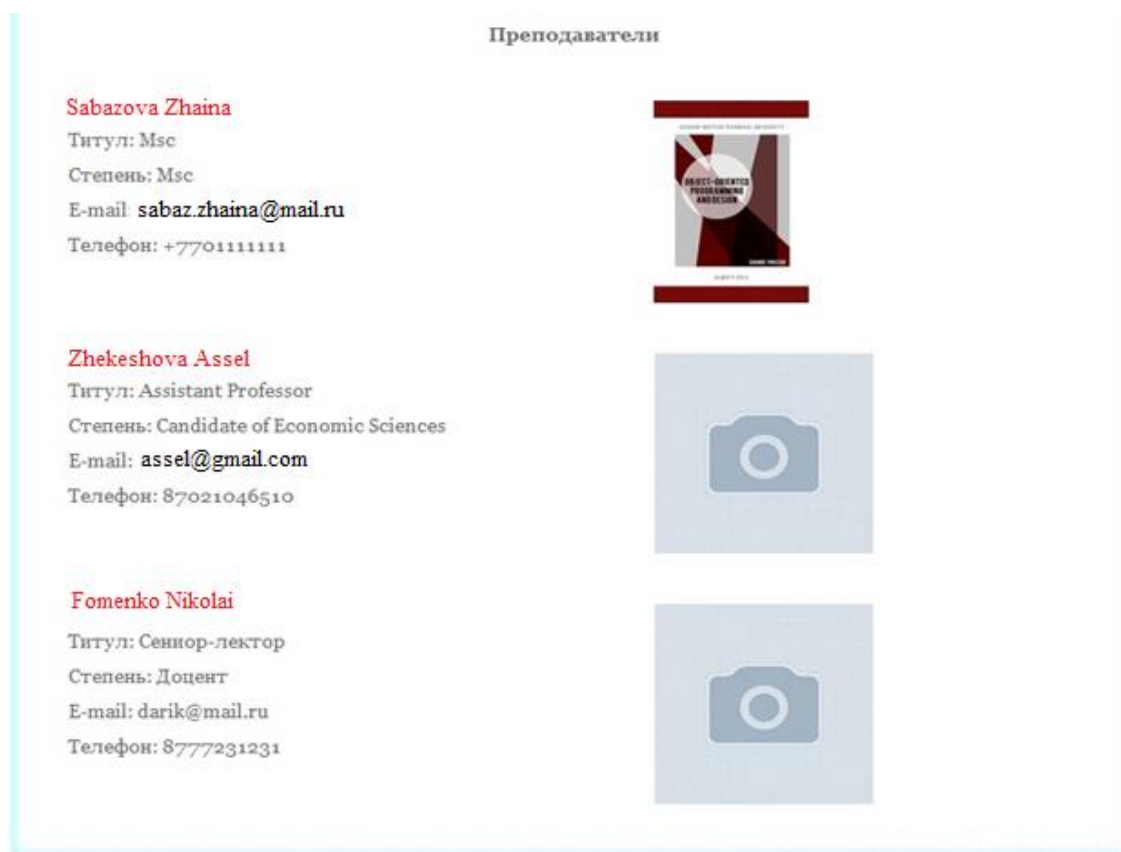 Преподаватели
Sabazova Zhaina
Титул: Msc
Степень: Msc
E-mail: sabaz.zhaina@mail.ru
Телефон: +7701111111
OBJECT-ORIENTED
PROGRAMMING
AND DESIGN
Zhekeshova Assel
Титул: Assistant Professor
Степень: Candidate of Economic Sciences
E-mail: assel@gmail.com
Телефон: 87021046510
Fomenko Nikolai
Титул: Сениор-лектор
Степень: Доцент
E-mail: darik@mail.ru
Телефон: 8777231231